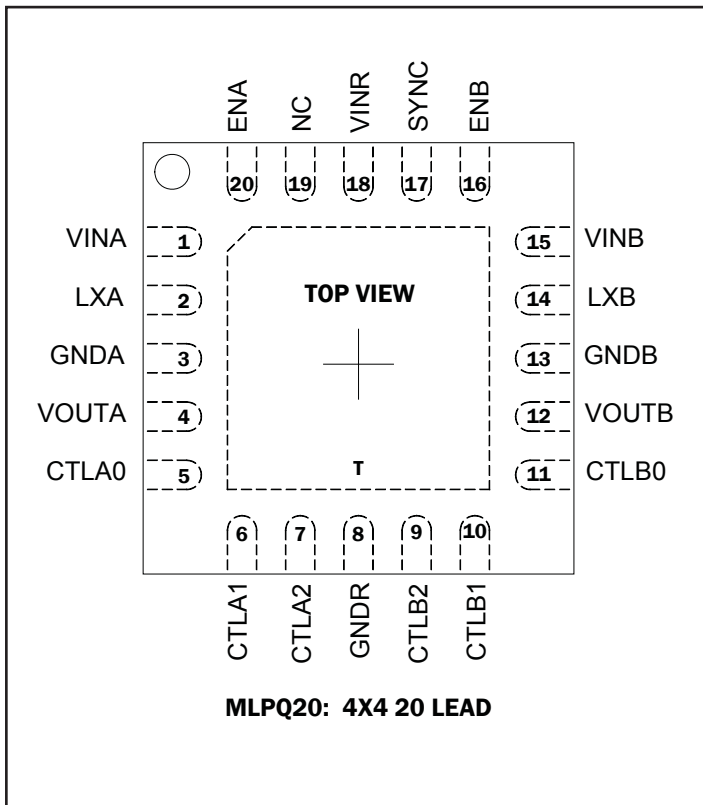 ENA
NC
VINR
SYNC
ENB
20
19
18
17
16
VINA 1
15 VINB
TOP VIEW
LXA 2
14 LXB
GNDA 3
13 GNDB
VOUTA 4
12 VOUTB
CTLA0 5
T
11 CTLB0
6
7
8
9
10
CTLA1
CTLA2
GNDR
CTLB2
CTLB1
MLPQ20: 4X4 20 LEAD